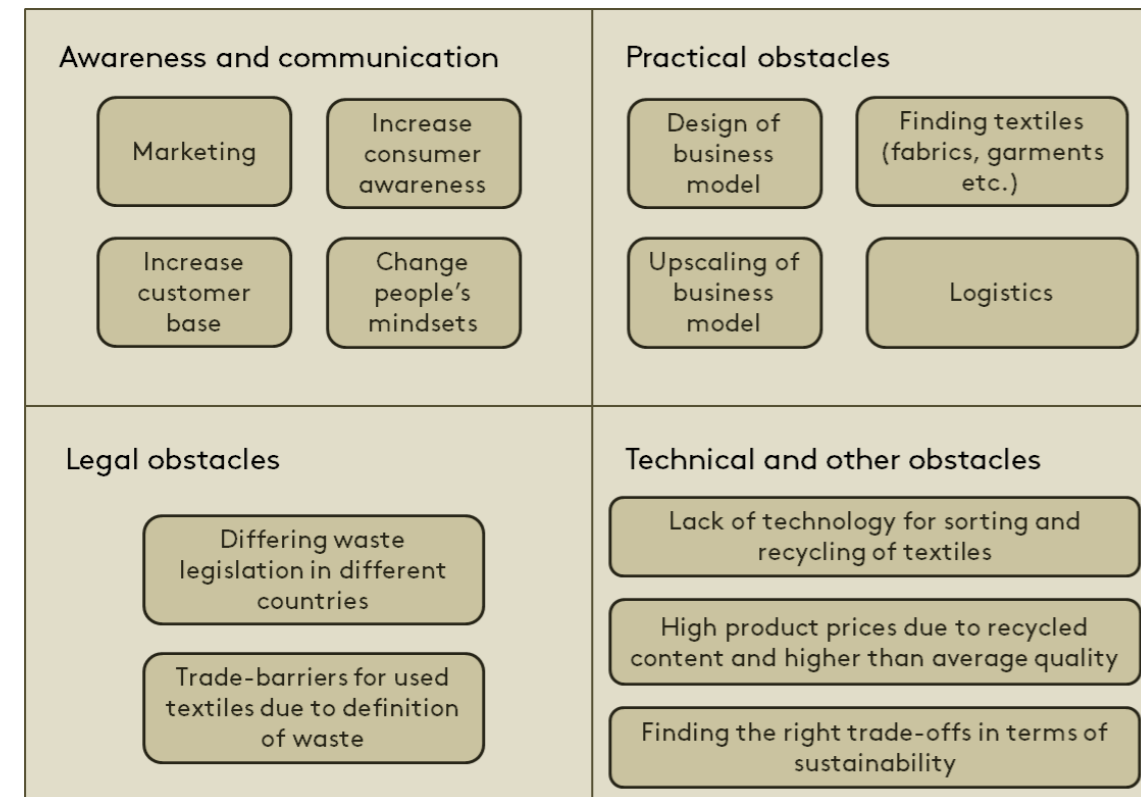 Awareness and communication
Marketing
Increase
consumer
awareness
Increase
customer
base
Change
people's
mindsets
Practical obstacles
Design of
business
model
Finding textiles
(fabrics, garments
etc.)
Upscaling of
business
model
Logistics
Legal obstacles
Differing waste
legislation in different
countries
Trade-barriers for used
textiles due to definition
of waste
Technical and other obstacles
Lack of technology for sorting and
recycling of textiles
High product prices due to recycled
content and higher than average quality
Finding the right trade-offs in terms of
sustainability